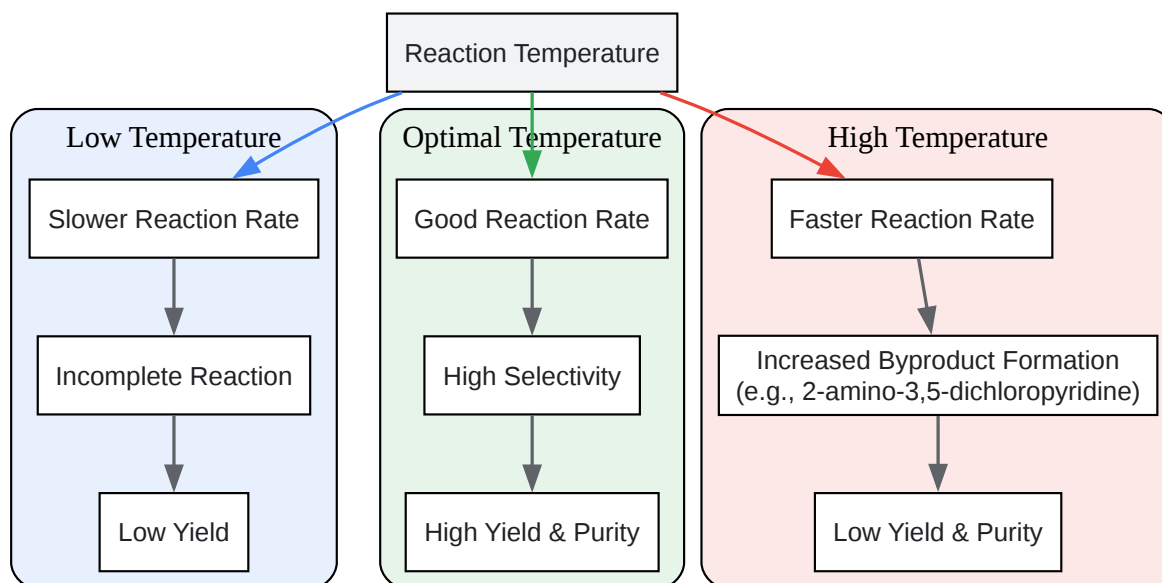 Reaction Temperature
Low Temperature
Slower Reaction Rate
Incomplete Reaction
Low Yield
Optimal Temperature
Good Reaction Rate
High Selectivity
High Yield & Purity
High Temperature
Faster Reaction Rate
Increased Byproduct Formation
(e.g., 2-amino-3,5-dichloropyridine)
Low Yield & Purity